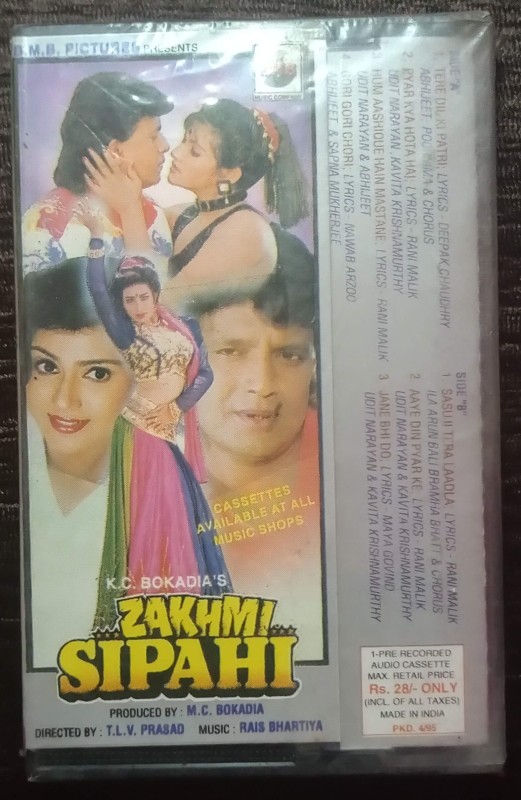 B.M.B. PICTURES PRESENTS
MUSIC COMPANY
CASSETTES
AVAILABLE AT ALL
MUSIC SHOPS
K.C. BOKADIA'S
ZAKHMI
SIPAHI
PRODUCED BY : M.C. BOKADIA
DIRECTED BY : T.L.V. PRASAD MUSIC : RAIS BHARTIYA
SIDE "A"
1 TERE DIL KI PATRI, LYRICS - DEEPAK CHAUDHRY
ABHIJEET, & CHORUS
2 PYAR KYA HOTA HAI, LYRICS - RANI MALIK
UDIT NARAYAN KAVITA KRISHNAMURTHY
3 HUM AASHIQUE HAIN MASTANE, LYRICS - RANI MALIK
UDIT NARAYAN & ABHIJEET
4 GORI GORI CHORI, LYRICS - NAWAB ARZOO
ABHIJEET & SAPNA MUKHERJEE
SIDE "B"
1 LAADLA, LYRICS - RANI MALIK
ILA ARUN BALI BRAMHA BHATT & CHORUS
2 AAYE DIN PYAR KE, LYRICS - RANI MALIK
UDIT NARAYAN & KAVITA KRISHNAMURTHY
3 JANE BHI DO, LYRICS - MAYA GOVIND
UDIT NARAYAN & KAVITA KRISHNAMURTHY
1-PRE RECORDED
AUDIO CASSETTE
MAX. RETAIL PRICE
Rs. 28/- ONLY
(INCL. OF ALL TAXES)
MADE IN INDIA
PKD. 4/95